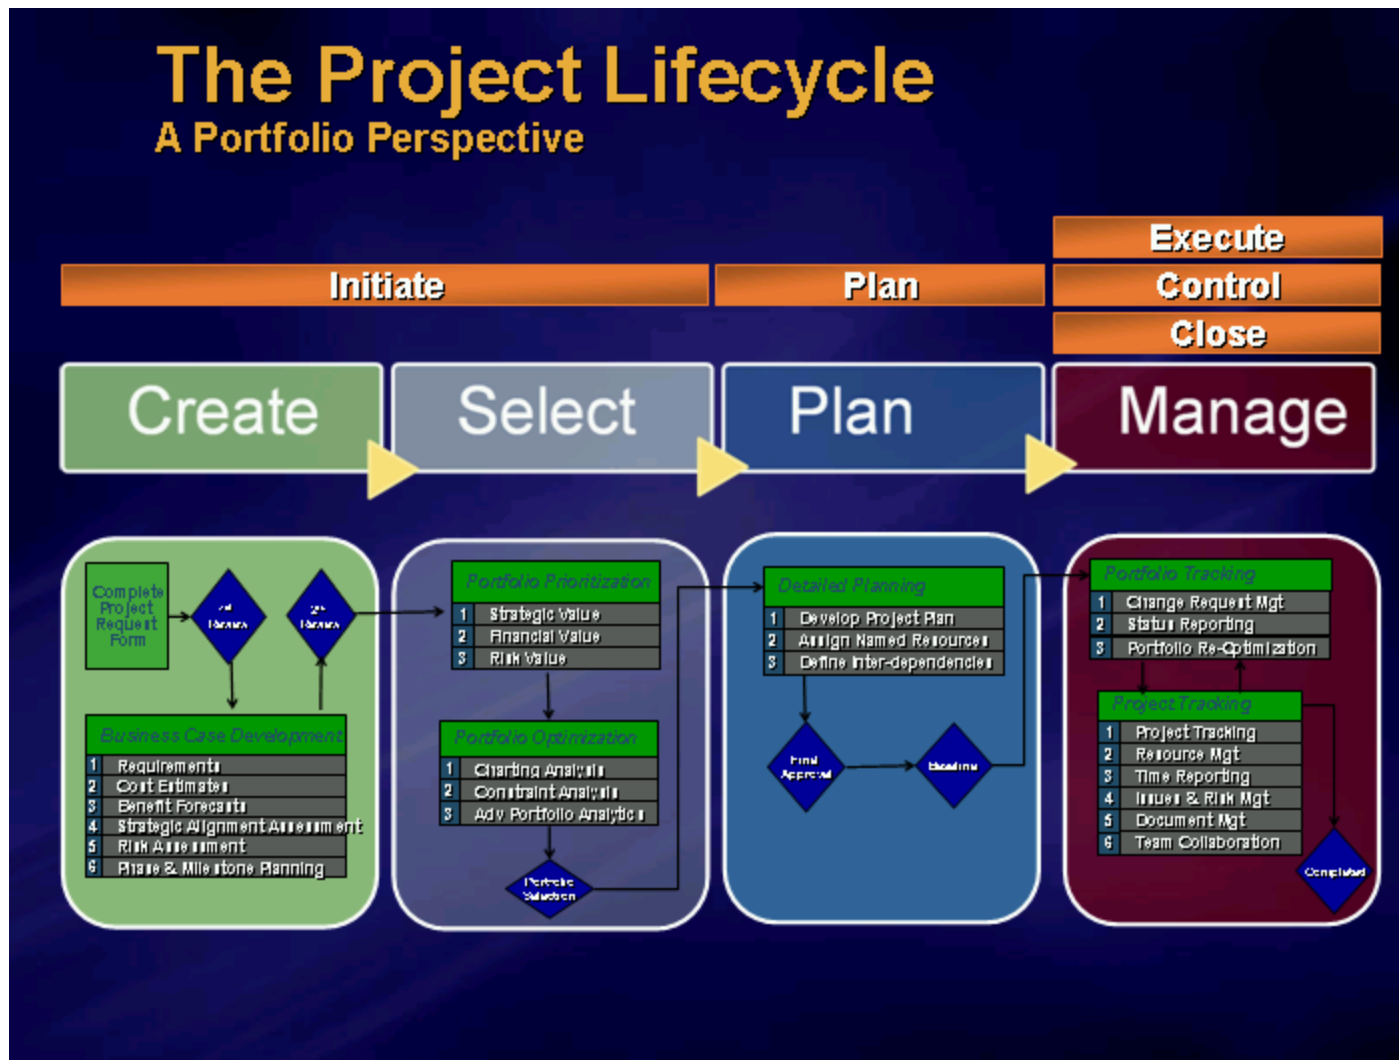 The Project Lifecycle
A Portfolio Perspective
Execute
Initiate
Plan
Control
Close
Create
Select
Plan
Manage
Complete
Project
Request
Form
Review
Review
Business Case Development
1 Requirements
2 Cost Estimates
3 Benefit Forecasts
4 Strategic Alignment Assessment
5 Risk Assessment
6 Phase & Milestone Planning
Portfolio Prioritization
1 Strategic Value
2 Financial Value
3 Risk Value
Portfolio Optimization
1 Charting Analysis
2 Constraint Analysis
3 Adv Portfolio Analytics
Portfolio
Selection
Detailed Planning
1 Develop Project Plan
2 Assign Named Resources
3 Define Inter-dependencies
Final
Approval
Baseline
Portfolio Tracking
1 Change Request Mgt
2 Status Reporting
3 Portfolio Re-Optimization
Project Tracking
1 Project Tracking
2 Resource Mgt
3 Time Reporting
4 Issues & Risk Mgt
5 Document Mgt
6 Team Collaboration
Completed